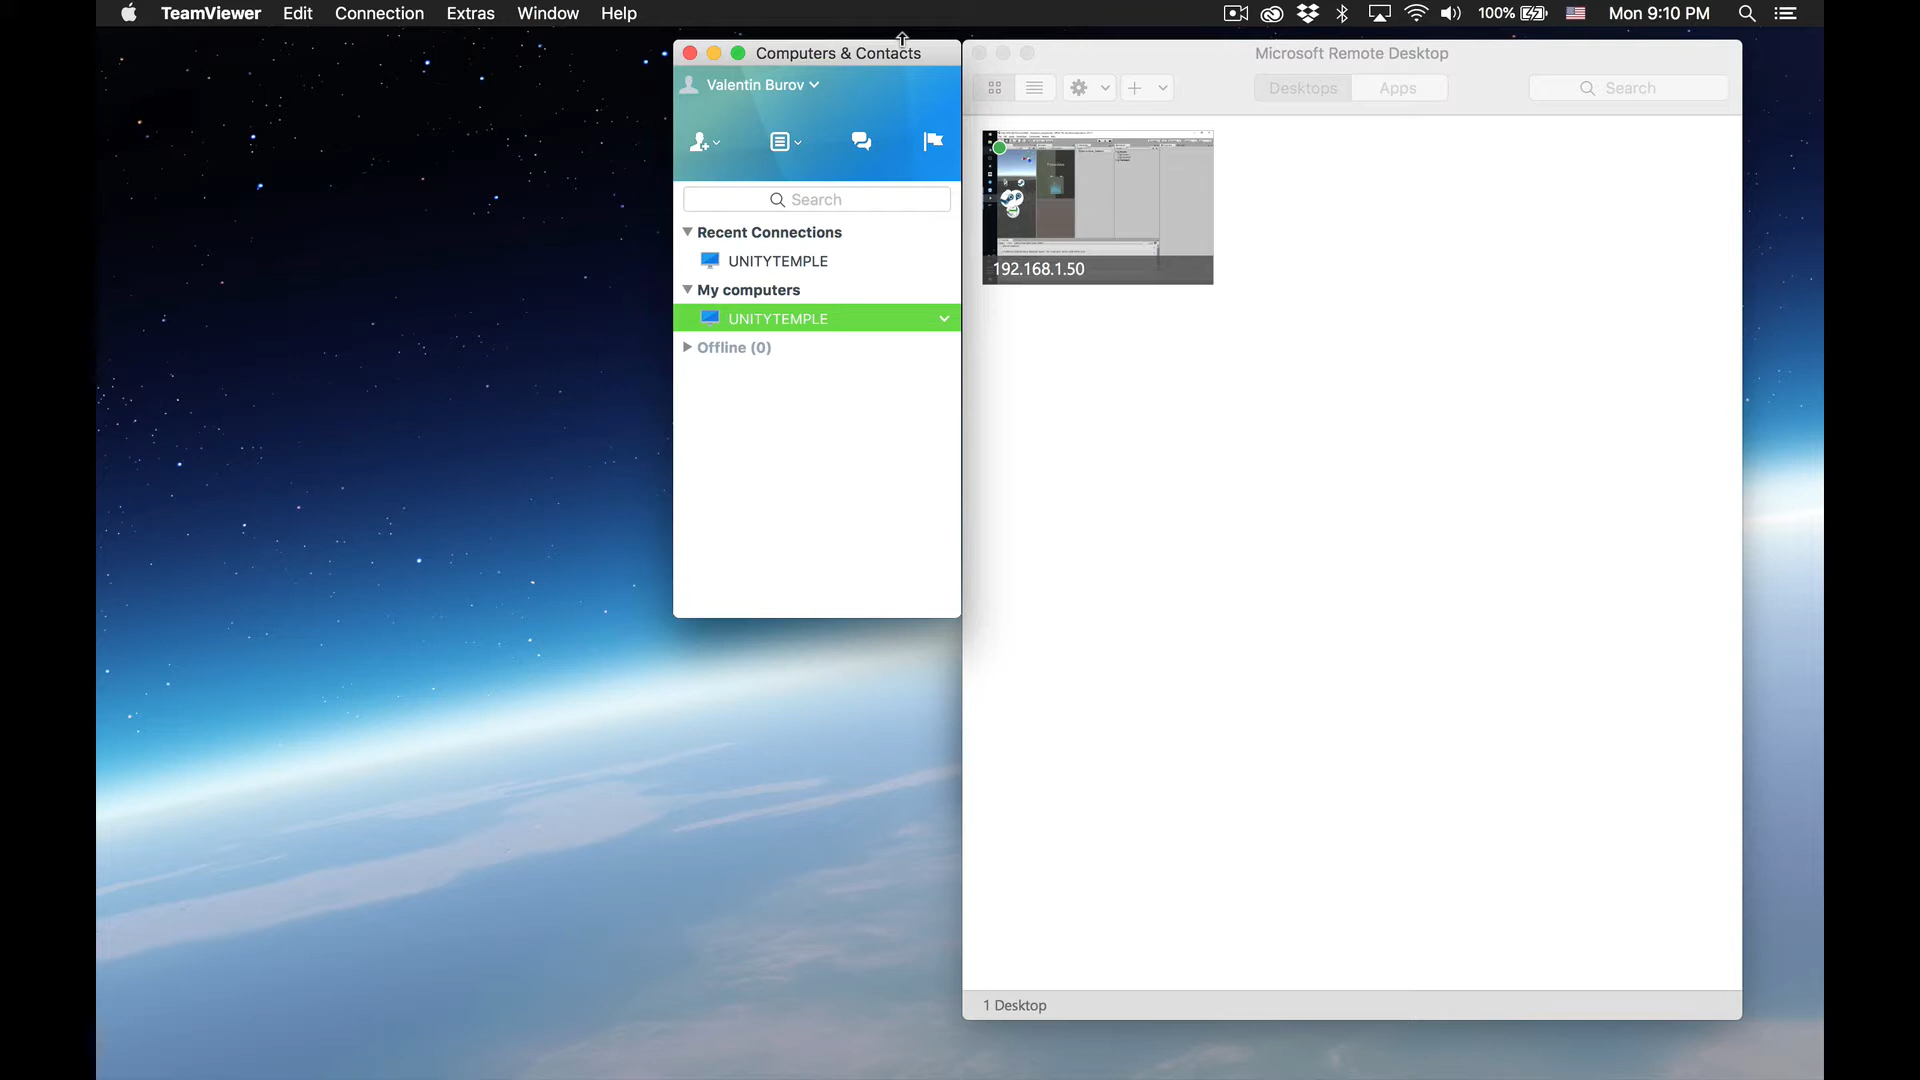 TeamViewer Edit Connection Extras Window Help 100% Mon 9:10 PM
Computers & Contacts
Valentin Burov
Search
Recent Connections
UNITYTEMPLE
My computers
UNITYTEMPLE
Offline (0)
Microsoft Remote Desktop
Desktops Apps Search
192.168.1.50
1 Desktop